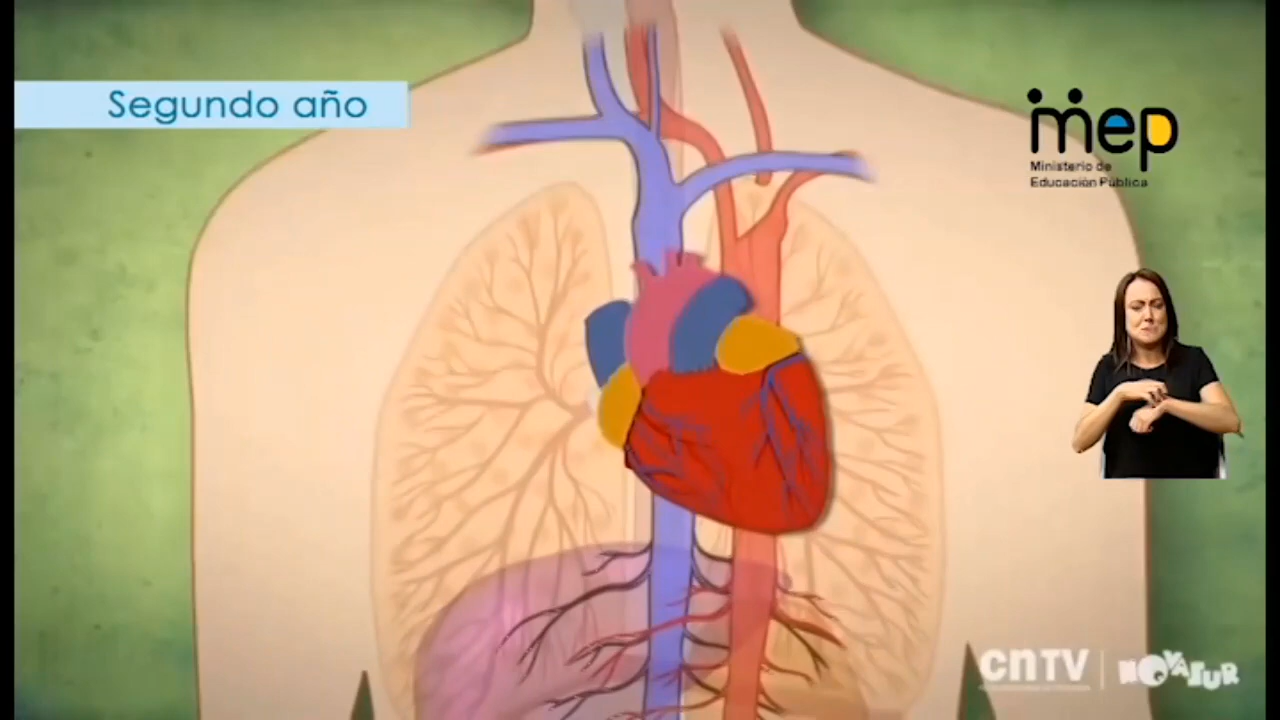 Segundo año
mep
Ministerio de
Educación Pública
CNTV
NOVASUR